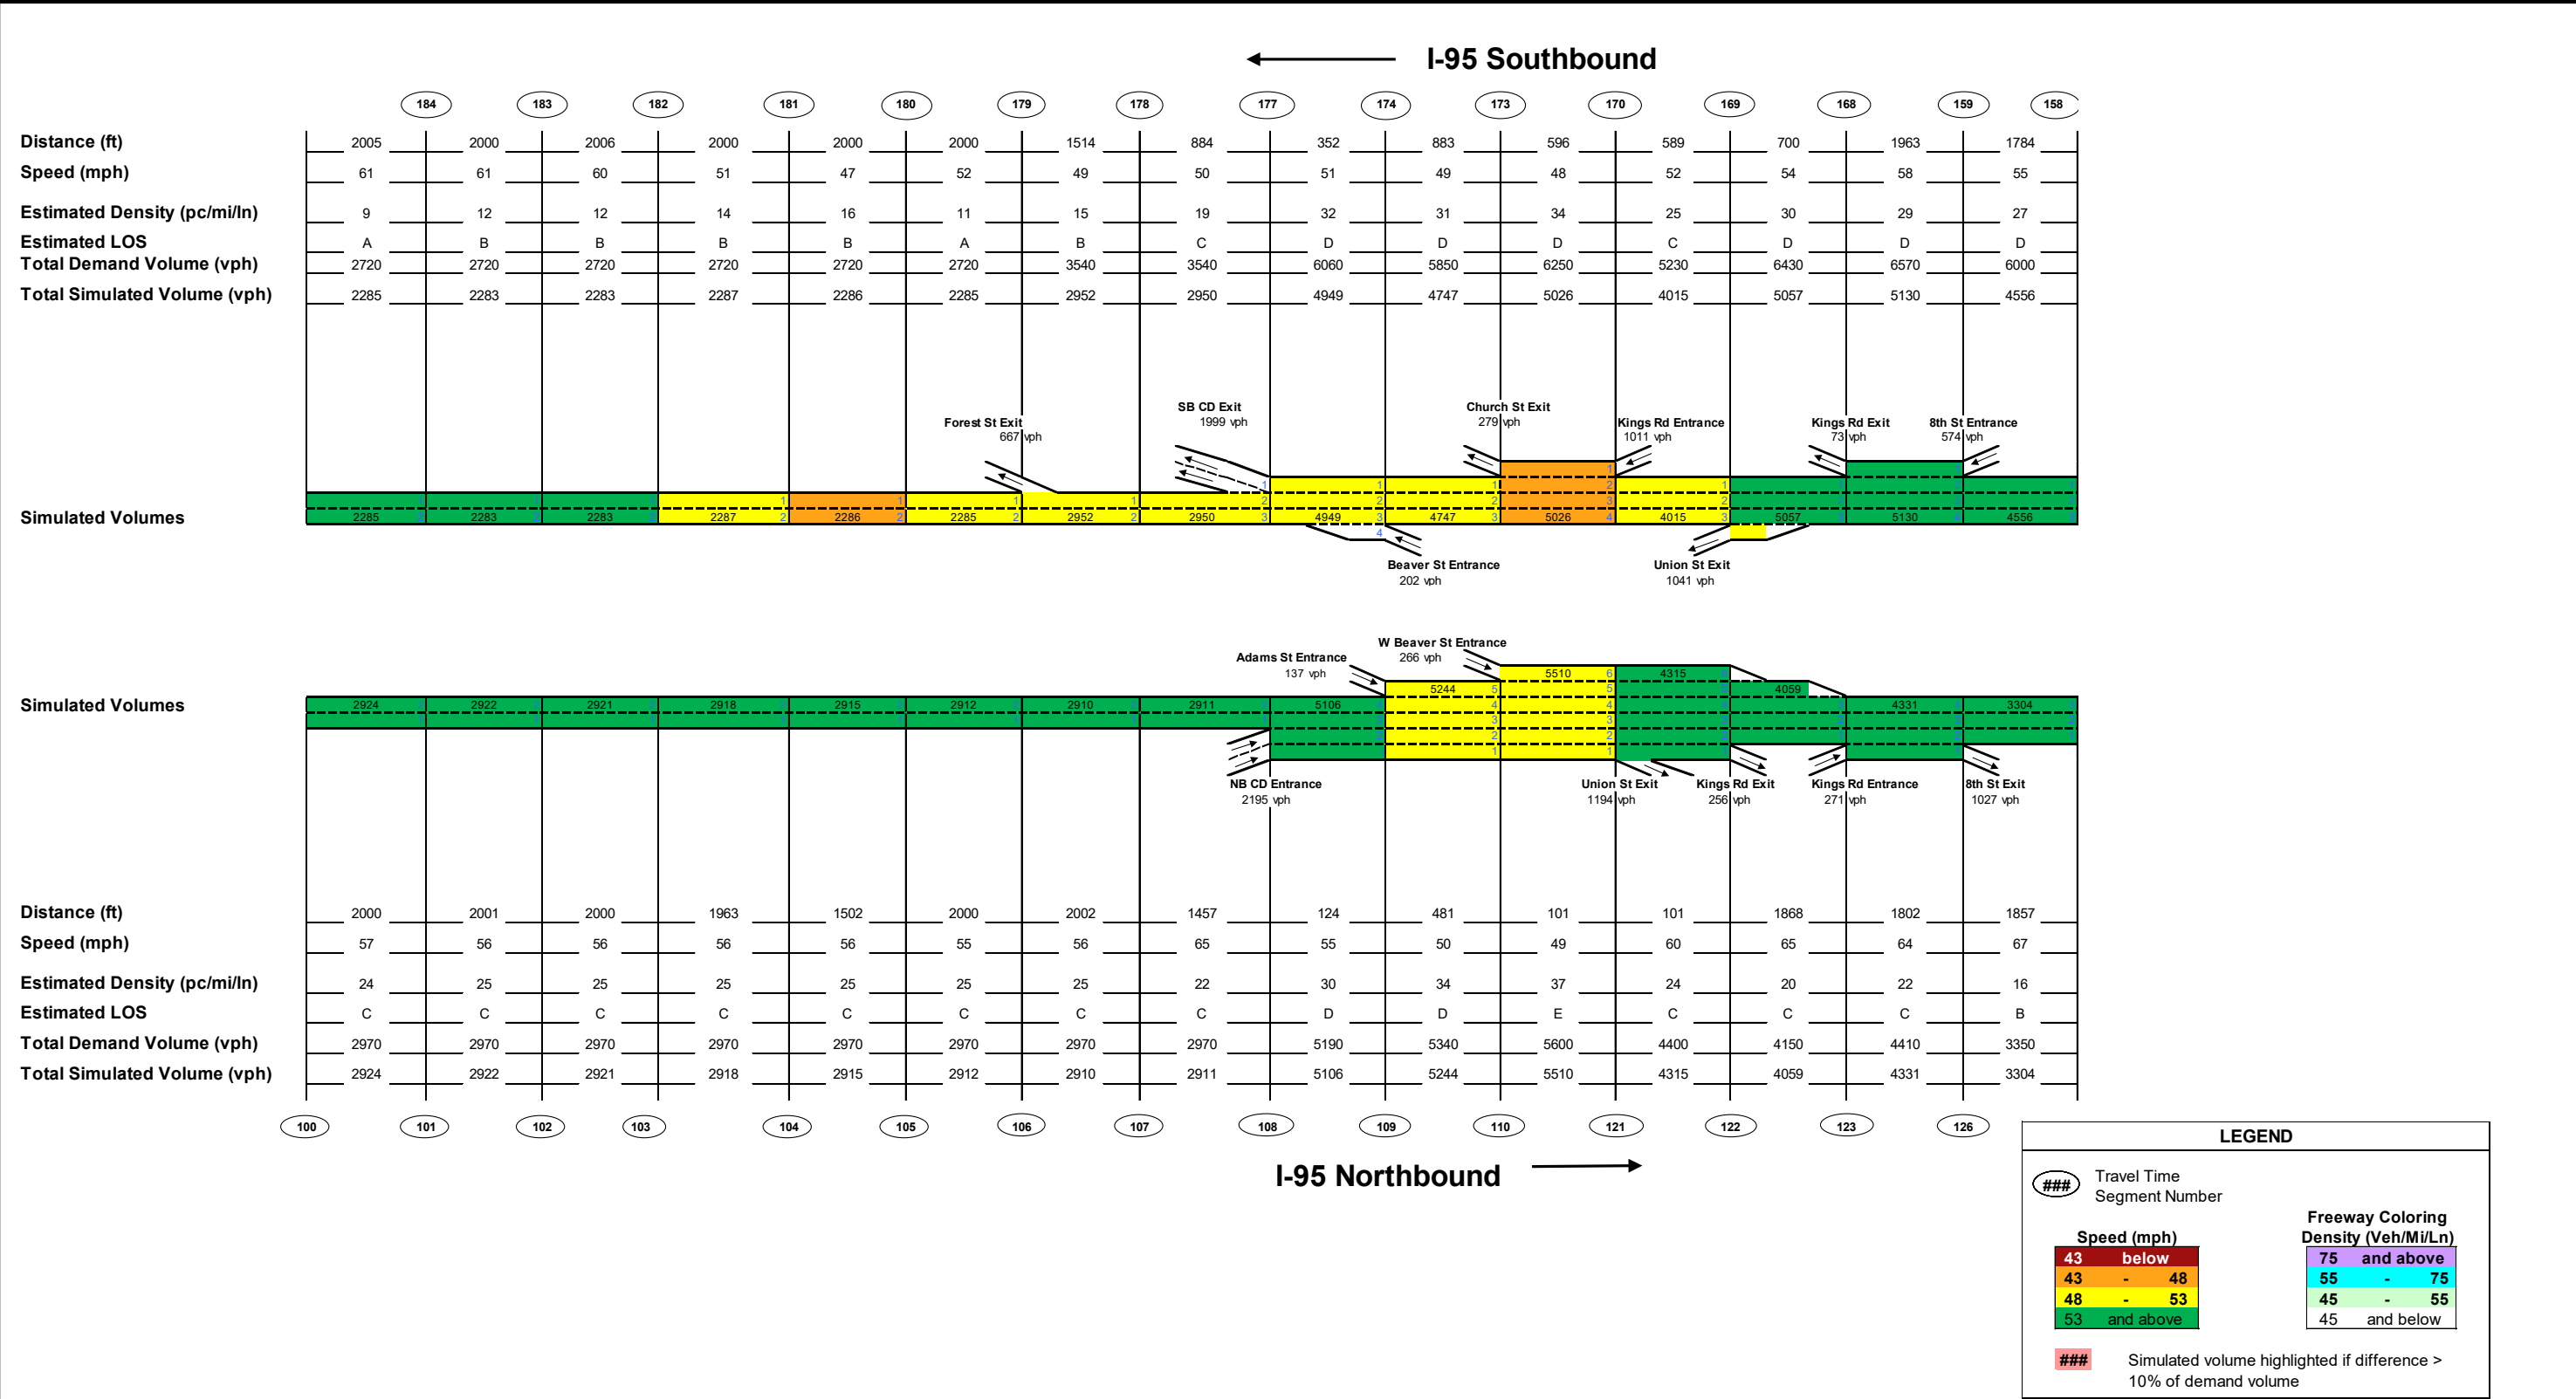 I-95 Southbound
184 183 182 181 180 179 178 177 174 173 170 169 168 159 158
Distance (ft) 2005 2000 2006 2000 2000 2000 1514 884 352 883 596 589 700 1963 1784
Speed (mph) 61 61 60 51 47 52 49 50 51 49 48 52 54 58 55
Estimated Density (pc/mi/ln) 9 12 12 14 16 11 15 19 32 31 34 25 30 29 27
Estimated LOS A B B B B A B C D D D C D D D
Total Demand Volume (vph) 2720 2720 2720 2720 2720 2720 3540 3540 6060 5850 6250 5230 6430 6570 6000
Total Simulated Volume (vph) 2285 2283 2283 2287 2286 2285 2952 2950 4949 4747 5026 4015 5057 5130 4556
SB CD Exit Church St Exit
1999 vph 279 vph
Forest St Exit Kings Rd Entrance Kings Rd Exit 8th St Entrance
667 vph 1011 vph 73 vph 574 vph
Simulated Volumes 2285 2283 2283 2287 2286 2285 2952 2950 4949 4747 5026 4015 5057 5130 4556
Beaver St Entrance Union St Exit
202 vph 1041 vph
W Beaver St Entrance
266 vph
Adams St Entrance
137 vph
5510 4315
5244 4059
Simulated Volumes 2924 2922 2921 2918 2915 2912 2910 2911 5106 4331 3304
NB CD Entrance Union St Exit Kings Rd Exit Kings Rd Entrance 8th St Exit
2195 vph 1194 vph 256 vph 271 vph 1027 vph
Distance (ft) 2000 2001 2000 1963 1502 2000 2002 1457 124 481 101 101 1868 1802 1857
Speed (mph) 57 56 56 56 56 55 56 65 55 50 49 60 65 64 67
Estimated Density (pc/mi/ln) 24 25 25 25 25 25 25 22 30 34 37 24 20 22 16
Estimated LOS C C C C C C C C D D E C C C B
Total Demand Volume (vph) 2970 2970 2970 2970 2970 2970 2970 2970 5190 5340 5600 4400 4150 4410 3350
Total Simulated Volume (vph) 2924 2922 2921 2918 2915 2912 2910 2911 5106 5244 5510 4315 4059 4331 3304
100 101 102 103 104 105 106 107 108 109 110 121 122 123 126
I-95 Northbound
LEGEND
### Travel Time
Segment Number
Speed (mph)
43 below
43 - 48
48 - 53
53 and above
Freeway Coloring
Density (Veh/Mi/Ln)
75 and above
55 - 75
45 - 55
45 and below
### Simulated volume highlighted if difference >
10% of demand volume